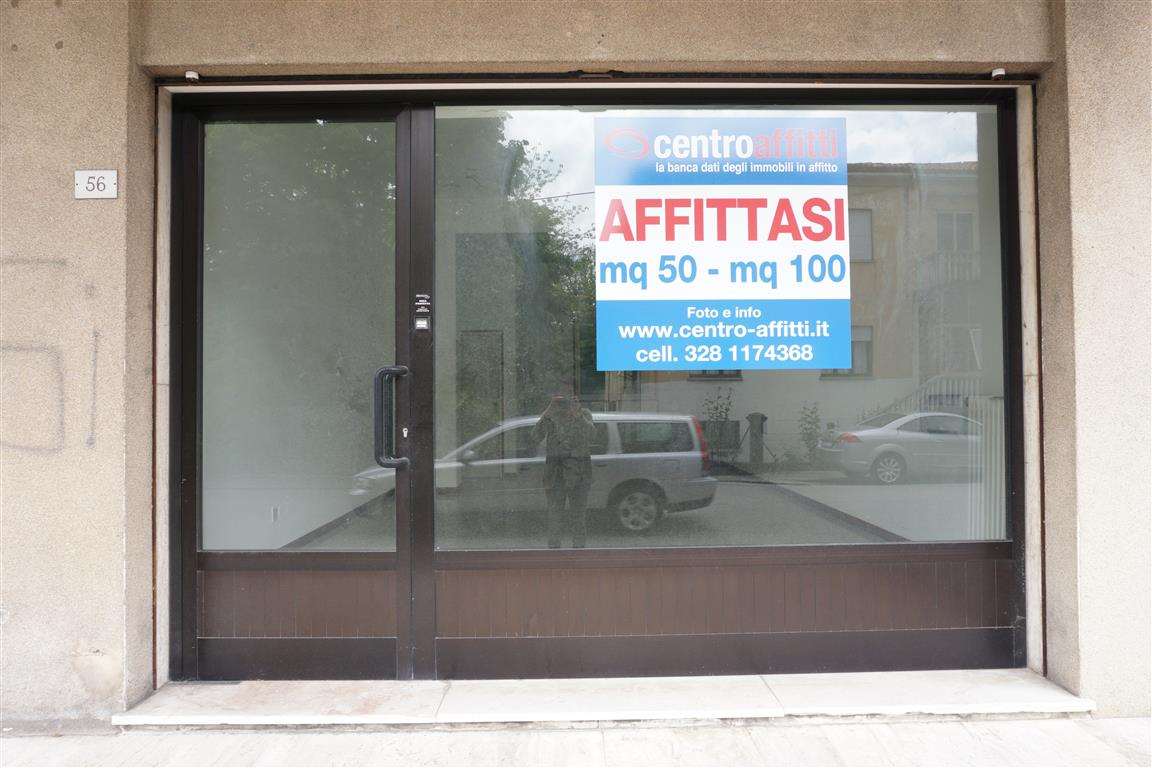 56
centroaffitti
la banca dati degli immobili in affitto
AFFITTASI
mq 50 - mq 100
Foto e info
www.centro-affitti.it
cell. 328 1174368